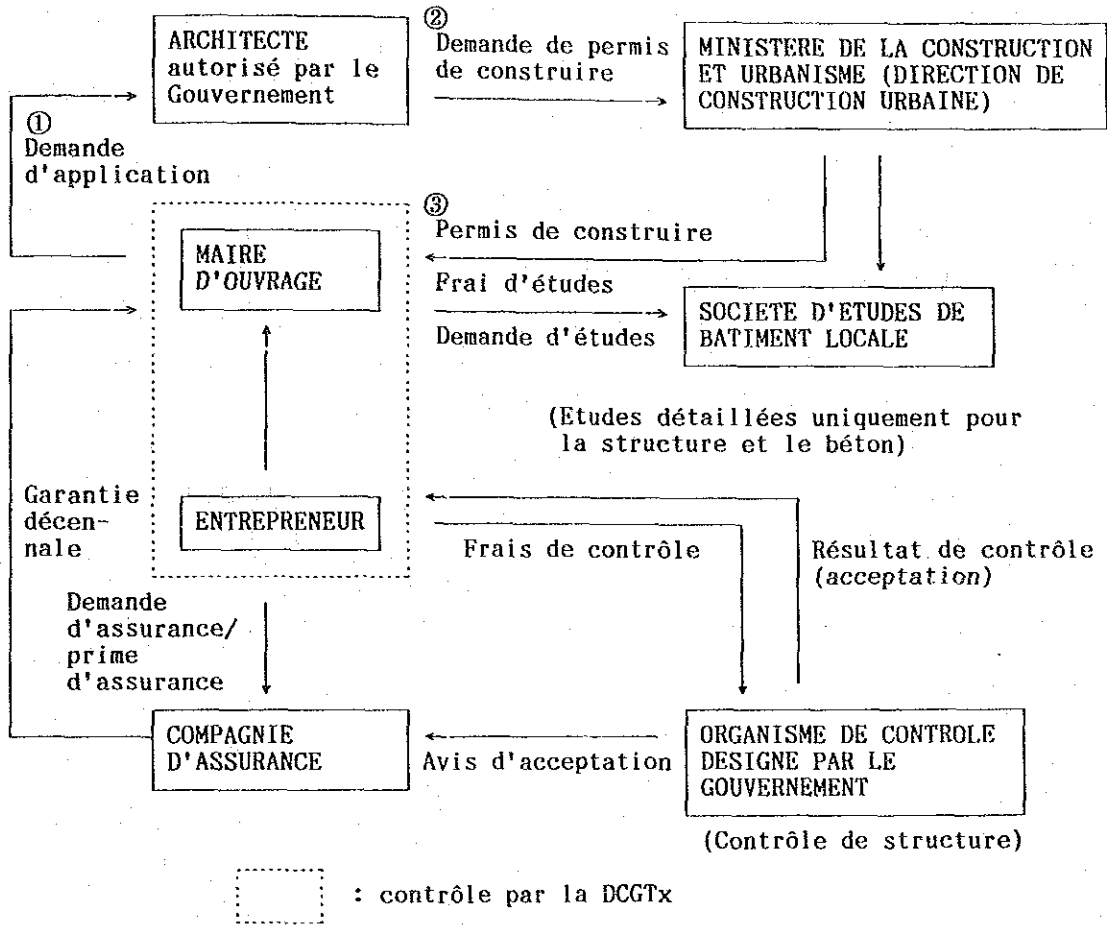 ARCHITECTE
autorisé par le
Gouvernement
②
Demande de permis
de construire
MINISTERE DE LA CONSTRUCTION
ET URBANISME (DIRECTION DE
CONSTRUCTION URBAINE)
①
Demande
d'application
MAIRE
D'OUVRAGE
③
Permis de construire
Frai d'études
Demande d'études
SOCIETE D'ETUDES DE
BATIMENT LOCALE
(Etudes détaillées uniquement pour
la structure et le béton)
Garantie
décen-
nale
ENTREPRENEUR
Frais de contrôle
Résultat de contrôle
(acceptation)
Demande
d'assurance/
prime
d'assurance
COMPAGNIE
D'ASSURANCE
Avis d'acceptation
ORGANISME DE CONTROLE
DESIGNE PAR LE
GOUVERNEMENT
(Contrôle de structure)
: contrôle par la DCGTx